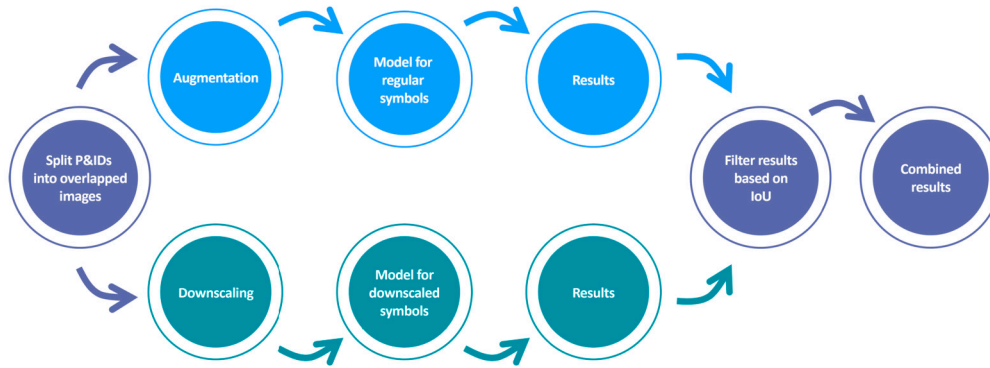 Split P&IDs
into overlapped
images
Augmentation
Model for
regular
symbols
Results
Downscaling
Model for
downscaled
symbols
Results
Filter results
based on
IoU
Combined
results